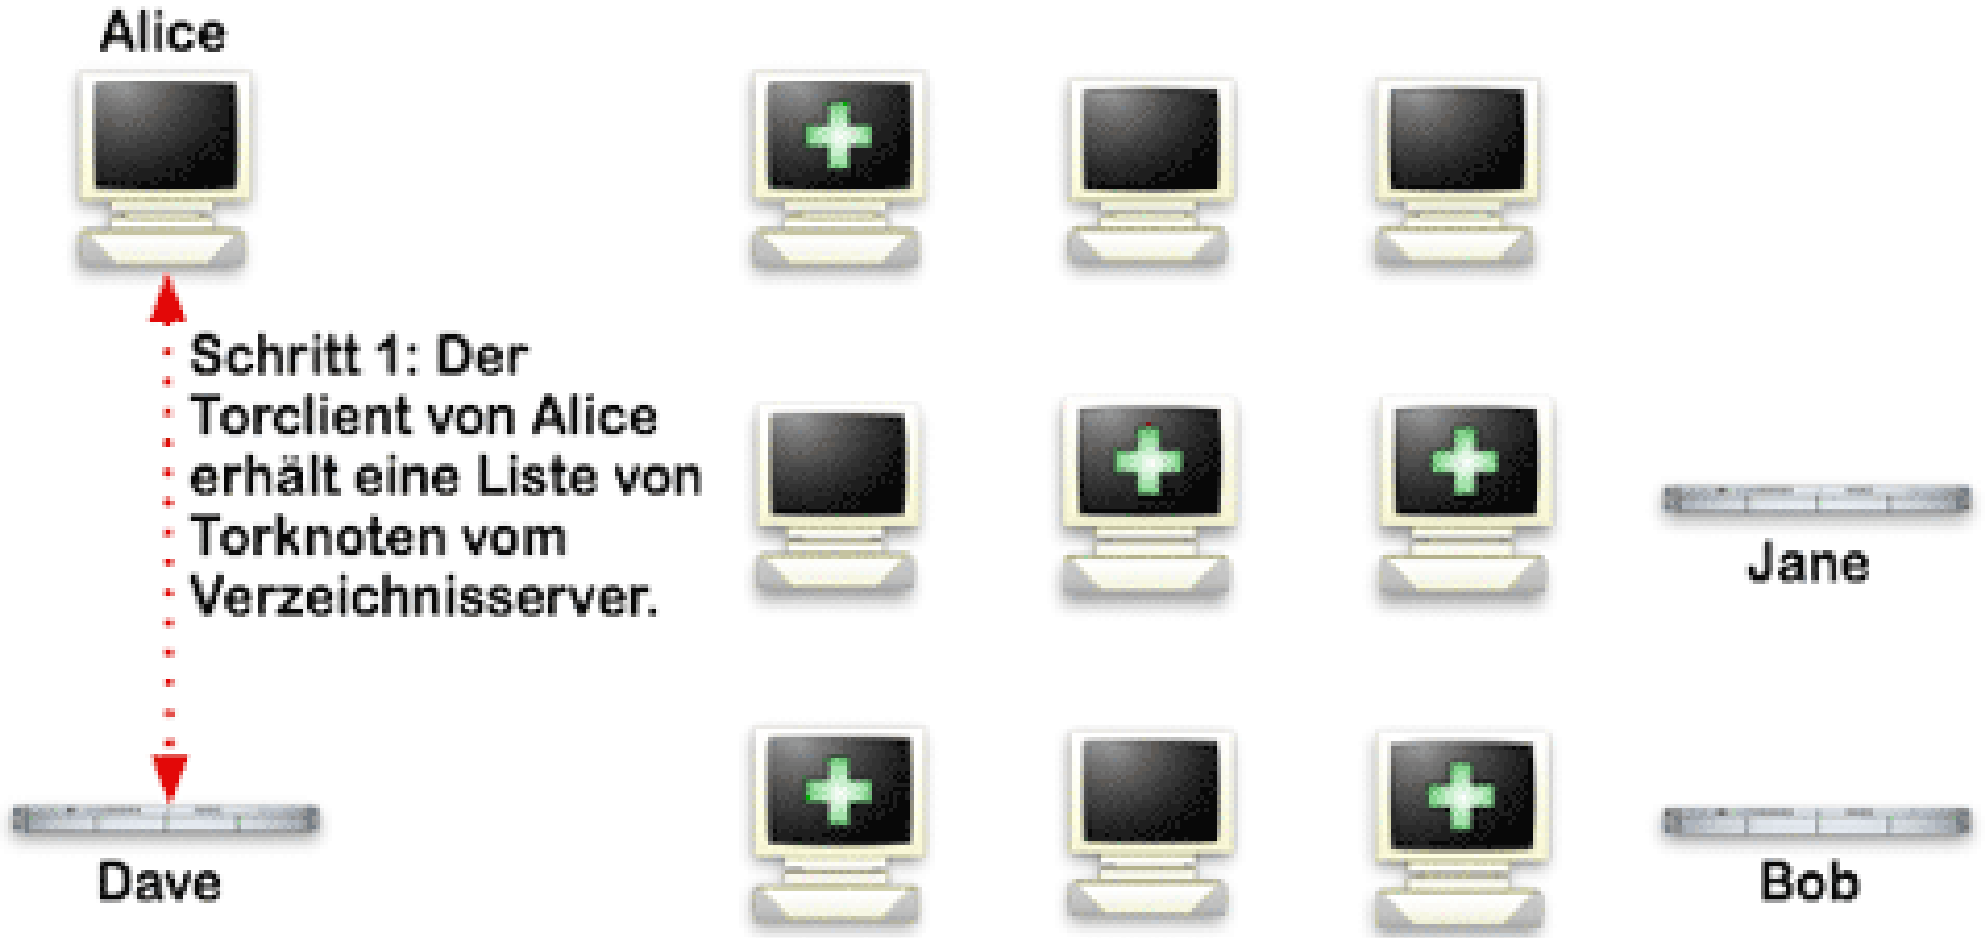 Alice
Schritt 1: Der
Torclient von Alice
erhält eine Liste von
Torknoten vom
Verzeichnisserver.
Jane
Dave
Bob